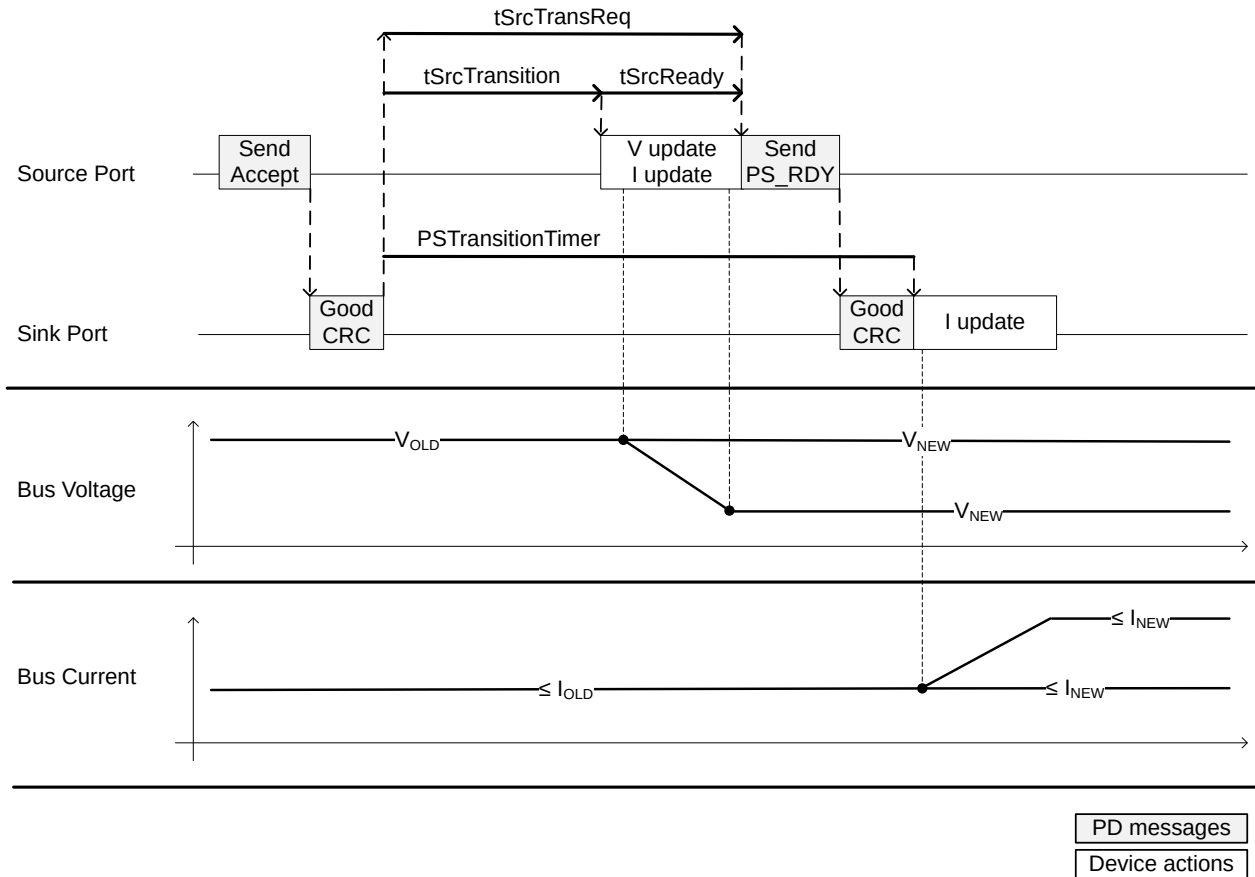 tSrcTransReq
tSrcTransition
tSrcReady
Source Port
Send
Accept
V update
I update
Send
PS_RDY
PSTransitionTimer
Sink Port
Good
CRC
Good
CRC
I update
Bus Voltage
VOLD
VNEW
VNEW
Bus Current
≤ IOLD
≤ INEW
≤ INEW
PD messages
Device actions